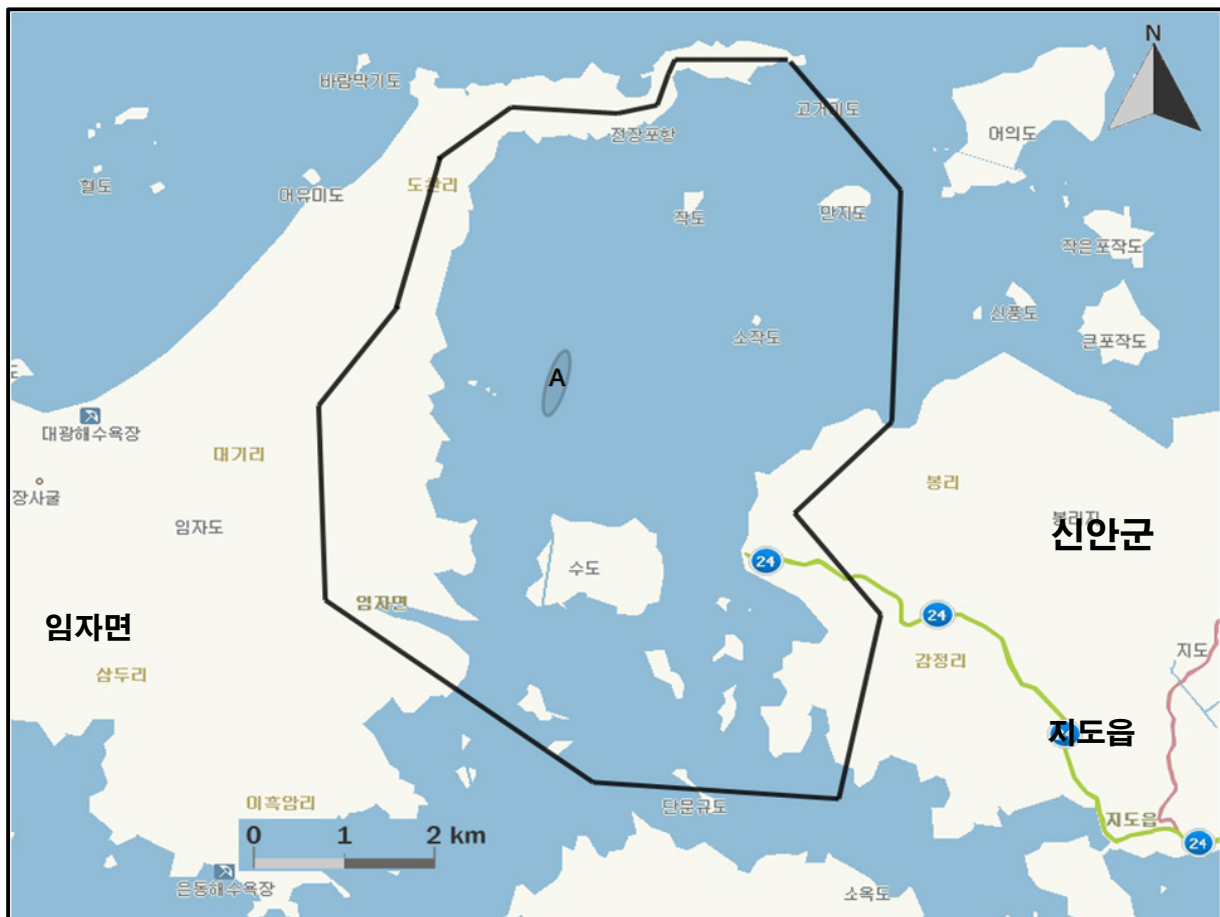 N
바람막기도
고거미도
전장포항
어의도
혈도
어유미도
도찬리
작도
만지도
작은포작도
신풍도
소작도
큰포작도
A
대광해수욕장
대기리
장사굴
봉리
봉리지
신안군
임자도
수도
24
임자면
24
임자면
감정리
지도
삼두리
지도읍
이흑암리
단문규도
지도읍
0 1 2 km
24
은동해수욕장
소옥도